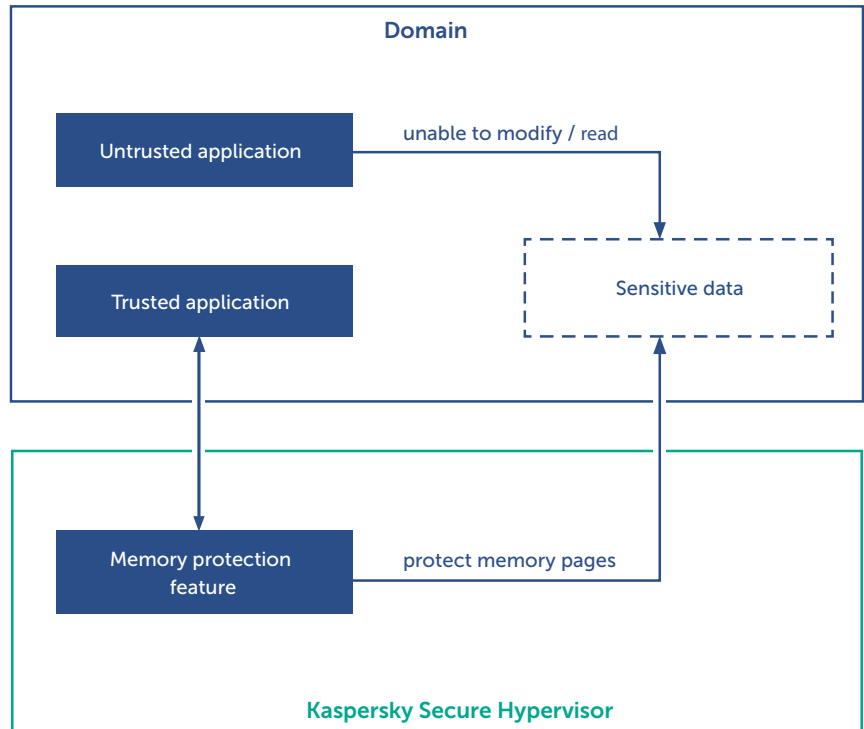 Domain
Untrusted application
unable to modify / read
Trusted application
Sensitive data
Memory protection
feature
protect memory pages
Kaspersky Secure Hypervisor